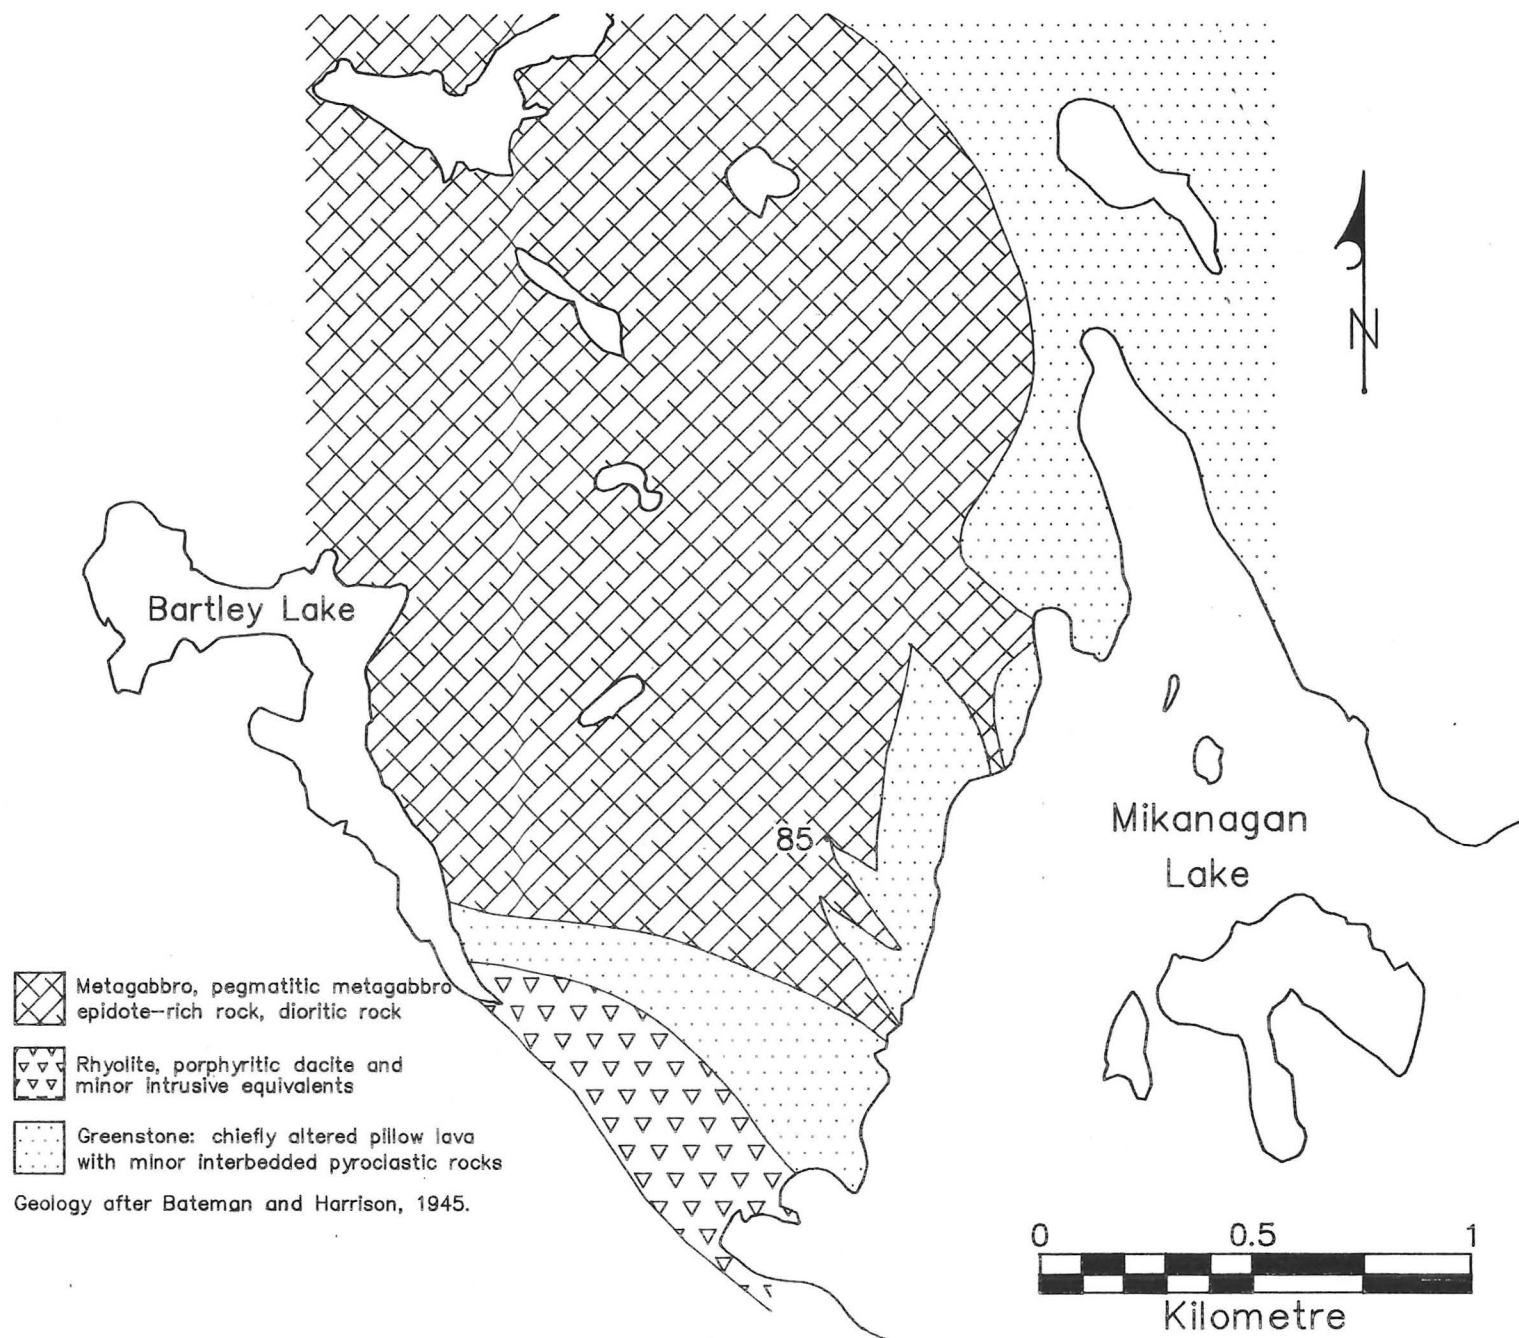 N
Bartley Lake
85
Mikanagan
Lake
Metagabbro, pegmatitic metagabbro
epidote-rich rock, dioritic rock
Rhyolite, porphyritic dacite and
minor intrusive equivalents
Greenstone: chiefly altered pillow lava
with minor interbedded pyroclastic rocks
Geology after Bateman and Harrison, 1945.
0 0.5 1
Kilometre